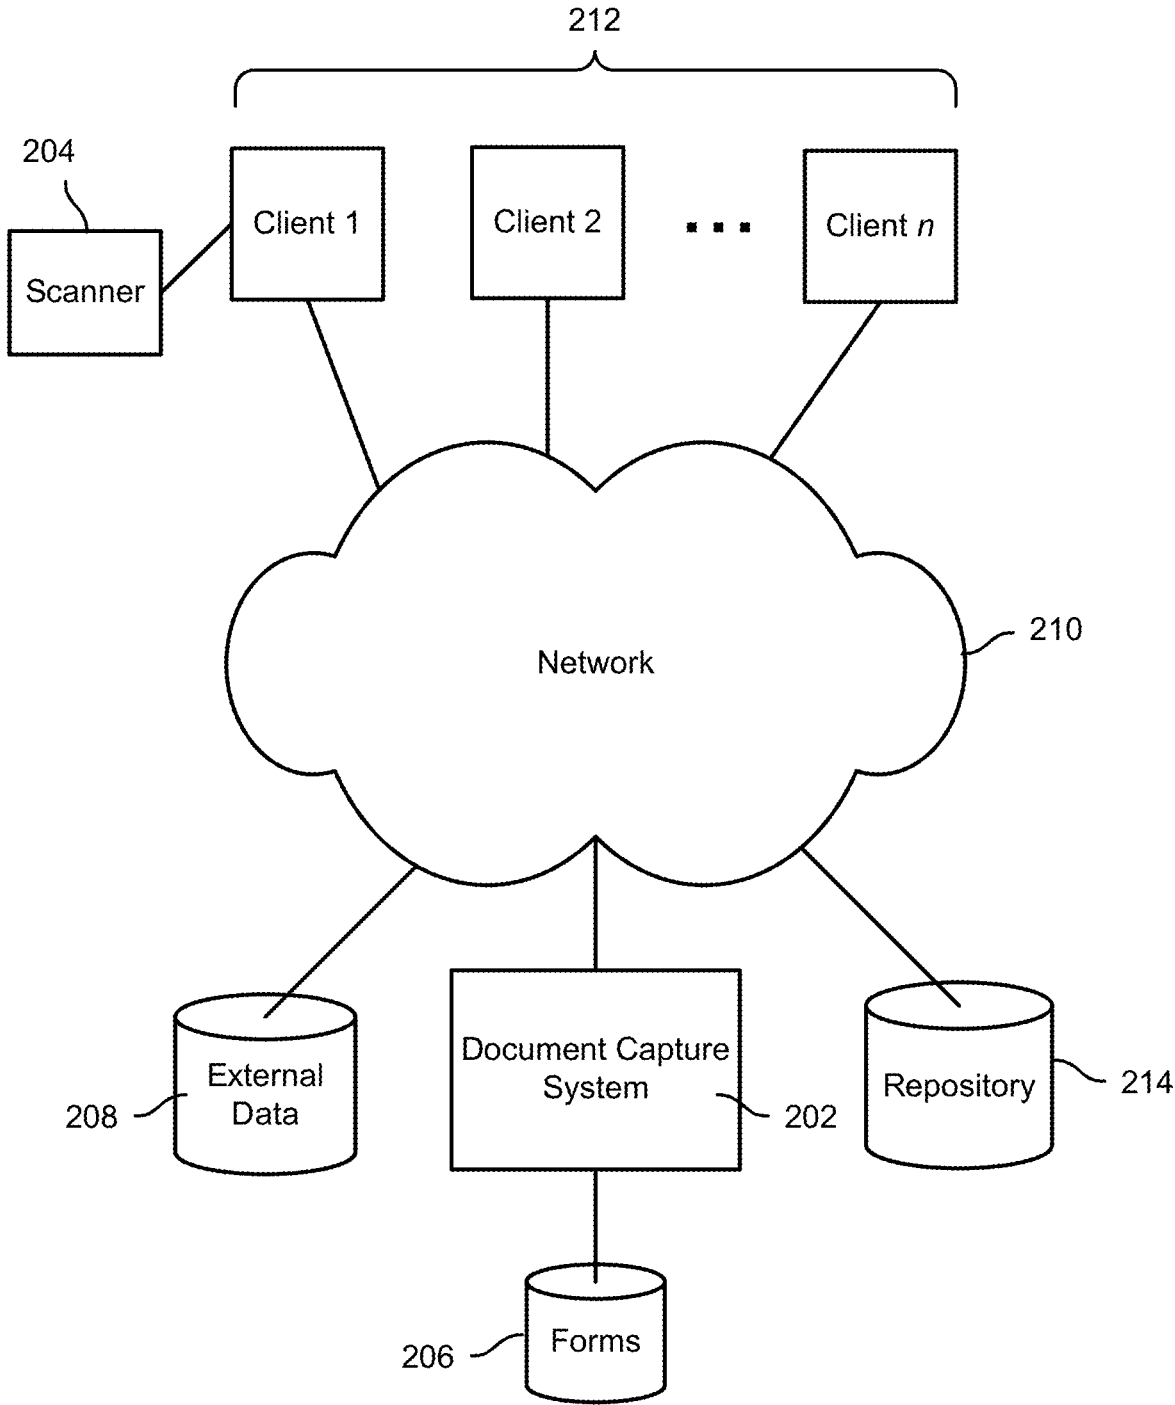 212
204
Client 1
Client 2
Client n
Scanner
Network
210
External
Data
208
Document Capture
System
202
Repository
214
Forms
206